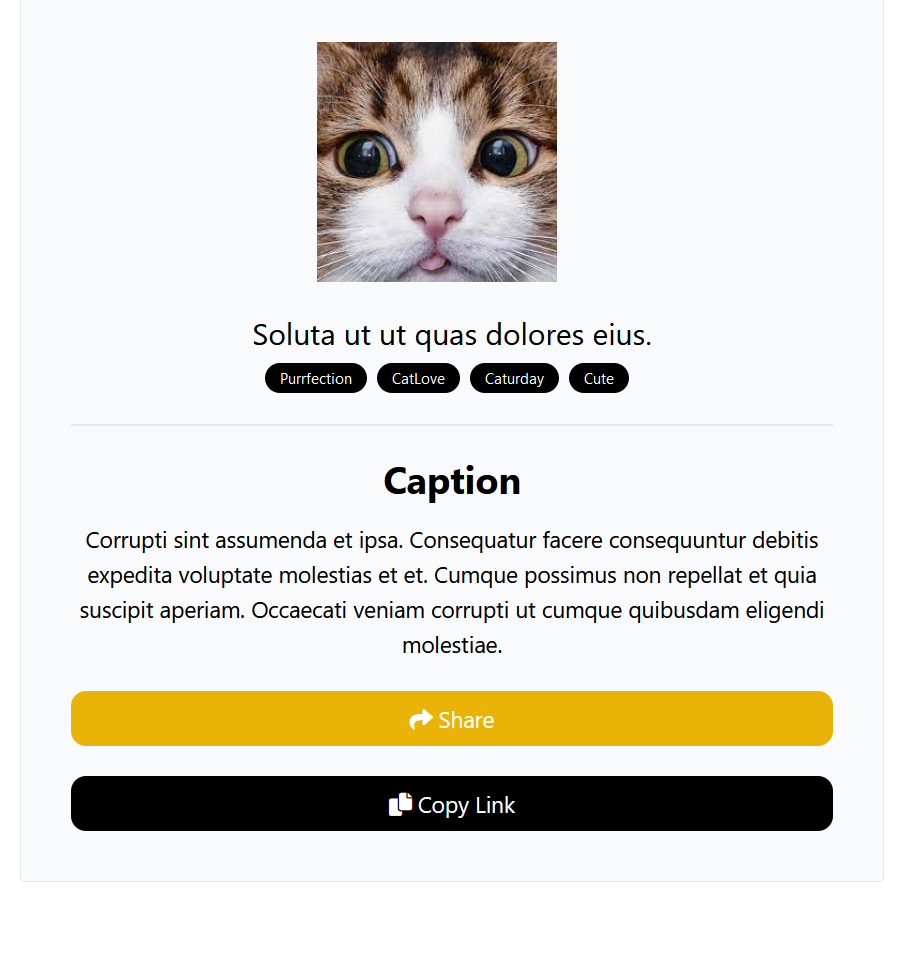 Soluta ut ut quas dolores eius.
Purrfection CatLove Caturday Cute
Caption
Corrupti sint assumenda et ipsa. Consequatur facere consequuntur debitis
expedita voluptate molestias et et. Cumque possimus non repellat et quia
suscipit aperiam. Occaecati veniam corrupti ut cumque quibusdam eligendi
molestiae.
Share
Copy Link